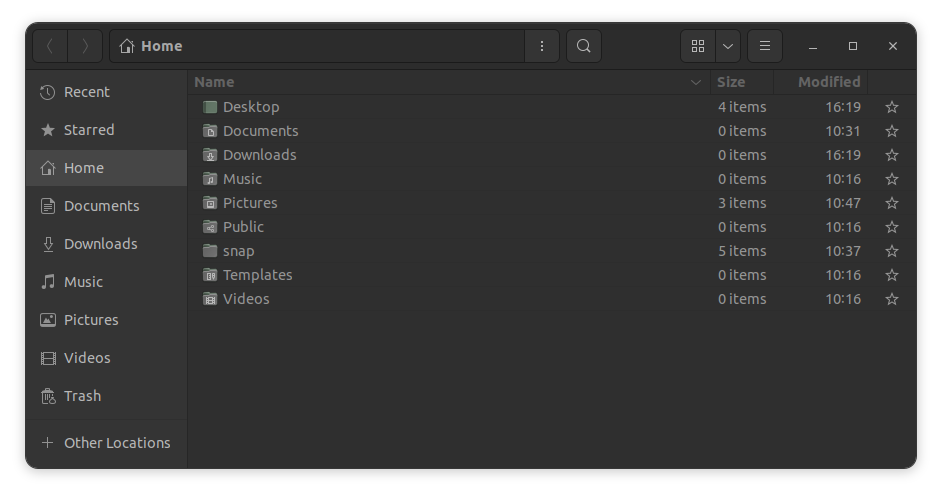 Home
Recent
Starred
Home
Documents
Downloads
Music
Pictures
Videos
Trash
Other Locations
Name Size Modified
Desktop 4 items 16:19
Documents 0 items 10:31
Downloads 0 items 16:19
Music 0 items 10:16
Pictures 3 items 10:47
Public 0 items 10:16
snap 5 items 10:37
Templates 0 items 10:16
Videos 0 items 10:16